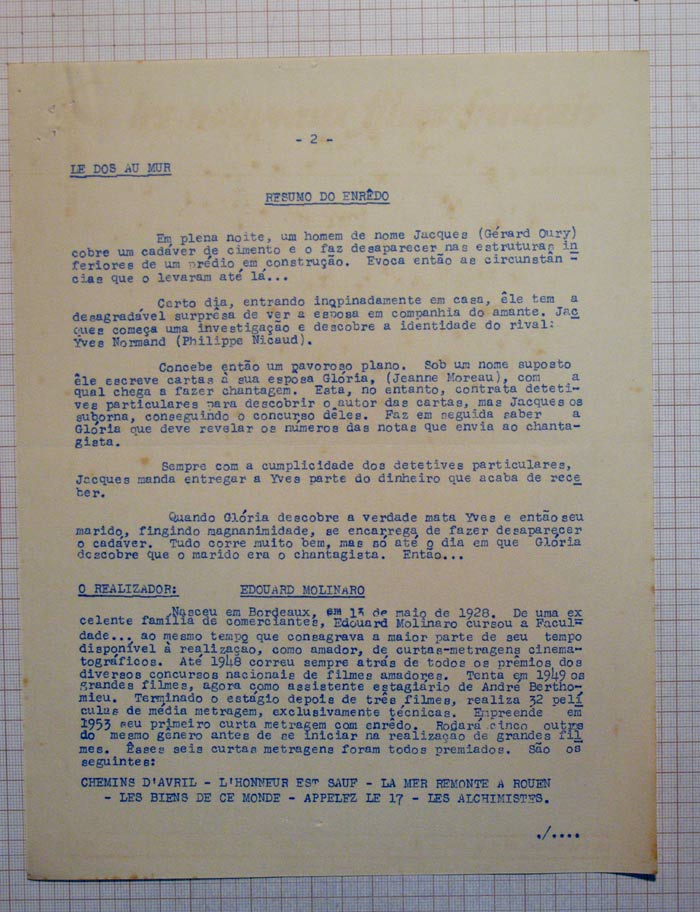 - 2 -
LE DOS AU MUR
RESUMO DO ENRÊDO
Em plena noite, um homem de nome Jacques (Gérard Oury)
cobre um cadáver de cimento e o faz desaparecer nas estruturas in
feriores de um prédio em construção. Evoca então as circunstân -
cias que o levaram até lá...
Certo dia, entrando inopinadamente em casa, êle tem a
desagradável surprêsa de ver a esposa em companhia do amante. Jac
ques começa uma investigação e descobre a identidade do rival:
Yves Normand (Philippe Nicaud).
Concebe então um pavoroso plano. Sob um nome suposto
êle escreve cartas à sua esposa Glória, (Jeanne Moreau), com a
qual chega a fazer chantagem. Esta, no entanto, contrata deteti-
ves particulares para descobrir o autor das cartas, mas Jacques os
suborna, conseguindo o concurso dêles. Faz em seguida saber a
Glória que deve revelar os numeros das notas que envia ao chanta-
gista.
Sempre com a cumplicidade dos detetives particulares,
Jacques manda entregar a Yves parte do dinheiro que acaba de rece
ber.
Quando Glória descobre a verdade mata Yves e então seu
marido, fingindo magnanimidade, se encarrega de fazer desaparecer
o cadáver. Tudo corre muito bem, mas só até o dia em que Glória
descobre que o marido era o chantagista. Então...
O REALIZADOR: EDOUARD MOLINARO
Nasceu em Bordeaux, em de maio de 1928. De uma ex
celente família de comerciantes, Edouard Molinaro cursou a Facul-
dade... ao mesmo tempo que consagrava a maior parte de seu tempo
disponível à realização, como amador, de curtas-metragens cinema-
tográficos. Até 1948 correu sempre atrás de todos os prêmios dos
diversos concursos nacionais de filmes amadores. Tenta em 1949 os
grandes filmes, agora como assistente estagiário de André Bertho-
mieu. Terminado o estágio depois de três filmes, realiza 32 pelí
culas de média metragem, exclusivamente técnicas. Empreende em
1953 seu primeiro curta metragem com enrêdo. Rodará cinco outro
do mesmo gênero antes de se iniciar na realização de grandes fil
mes. Êsses seis curtas metragens foram todos premiados. São os
seguintes:
CHEMINS D'AVRIL - L'HONNEUR EST SAUF - LA MER REMONTE A ROUEN
- LES BIENS DE CE MONDE - APPELEZ LE 17 - LES ALCHIMISTES.
./....